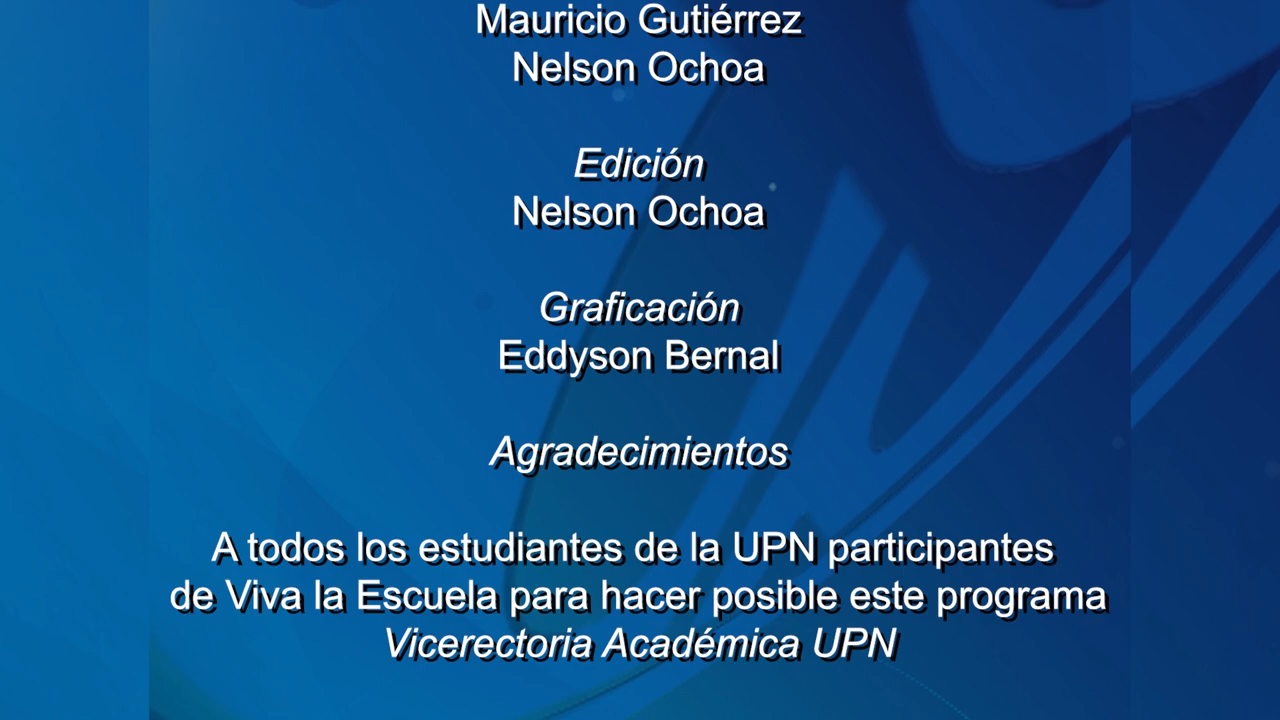 Mauricio Gutiérrez
Nelson Ochoa
Edición
Nelson Ochoa
Graficación
Eddyson Bernal
Agradecimientos
A todos los estudiantes de la UPN participantes
de Viva la Escuela para hacer posible este programa
Vicerectoria Académica UPN